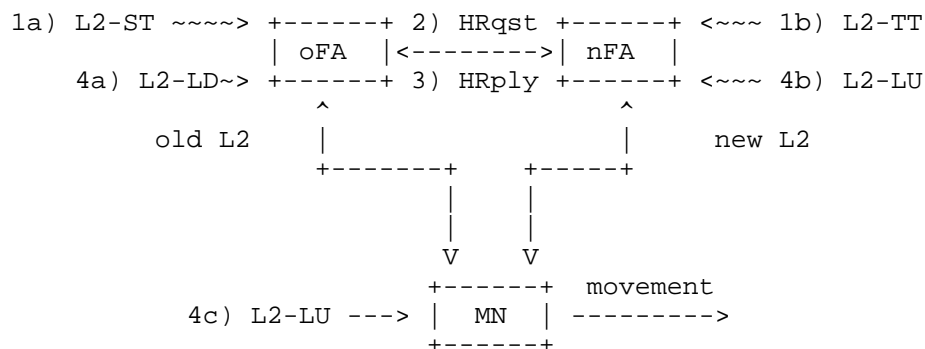 1a) L2-ST ~~~~> +------+ 2) HRqst +------+ <~~~ 1b) L2-TT
| oFA |<-------->| nFA |
4a) L2-LD~> +------+ 3) HRply +------+ <~~~ 4b) L2-LU
^ ^
old L2 | | new L2
+-------+ +-----+
| |
| |
V V
+------+ movement
4c) L2-LU ---> | MN | --------->
+------+